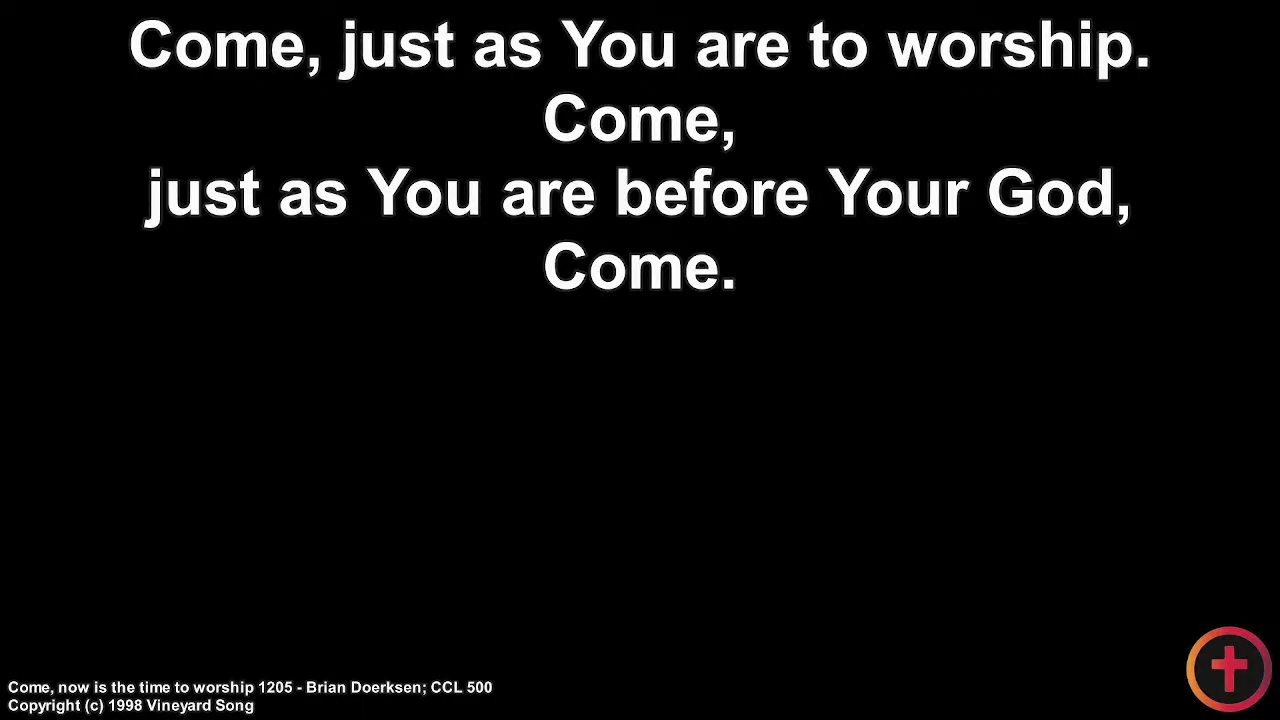 Come, just as You are to worship.
Come,
just as You are before Your God,
Come.
Come, now is the time to worship 1205 - Brian Doerksen; CCL 500
Copyright (c) 1998 Vineyard Song